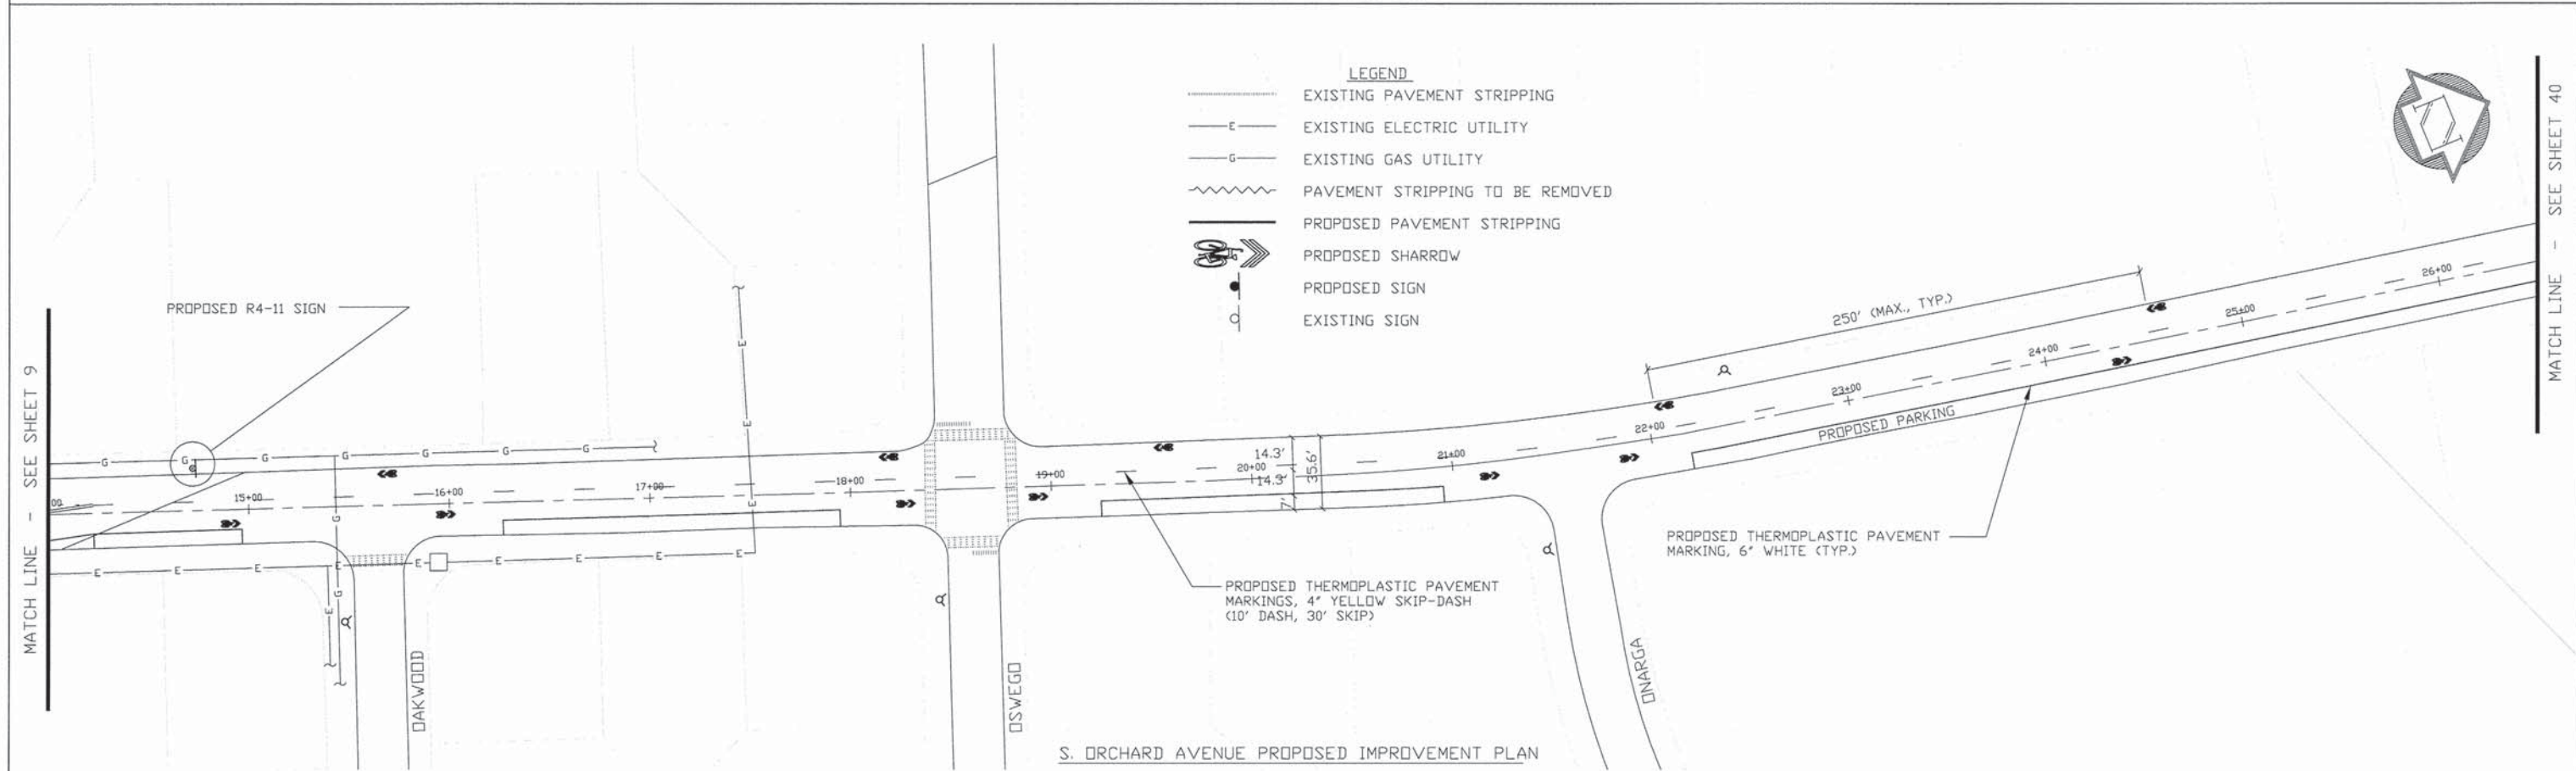 LEGEND
EXISTING PAVEMENT STRIPPING
E
EXISTING ELECTRIC UTILITY
G
EXISTING GAS UTILITY
PAVEMENT STRIPPING TO BE REMOVED
PROPOSED PAVEMENT STRIPPING
PROPOSED SHARROW
PROPOSED SIGN
EXISTING SIGN
MATCH LINE - SEE SHEET 9
MATCH LINE - SEE SHEET 40
PROPOSED R4-11 SIGN
250' (MAX., TYP.)
00
15+00
16+00
17+00
18+00
19+00
20+00
21+00
22+00
23+00
24+00
25+00
26+00
14.3'
14.3'
35.6'
7'
G G G G G G G
G
G
E
E
E
E E E E E E E E
E
PROPOSED PARKING
PROPOSED THERMOPLASTIC PAVEMENT
MARKING, 6" WHITE (TYP.)
PROPOSED THERMOPLASTIC PAVEMENT
MARKINGS, 4" YELLOW SKIP-DASH
(10' DASH, 30' SKIP)
OAKWOOD
OSWEGO
ONARGA
S. ORCHARD AVENUE PROPOSED IMPROVEMENT PLAN